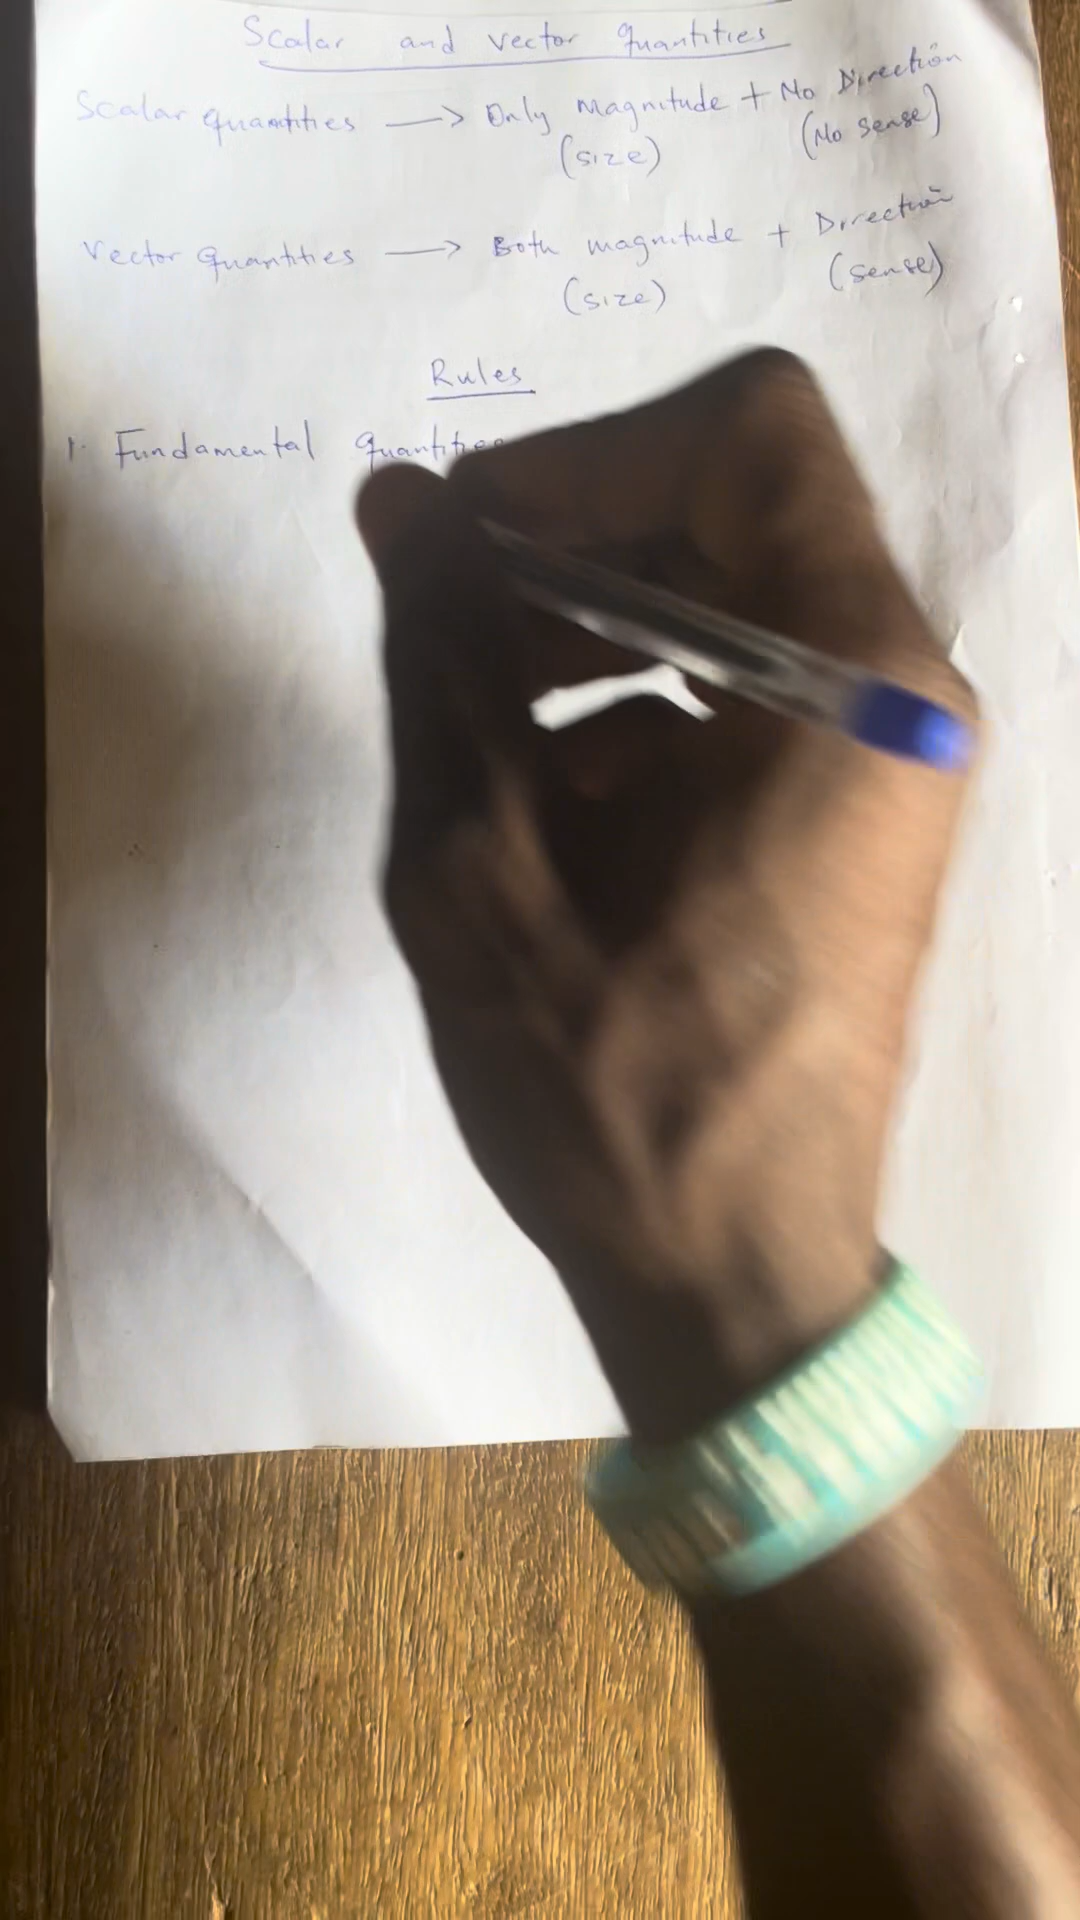 Scalar and vector quantities
Scalar quantities → Only magnitude + No Direction
(size) (No sense)
Vector quantities → Both magnitude + Direction
(size) (sense)
Rules
1. Fundamental quantities